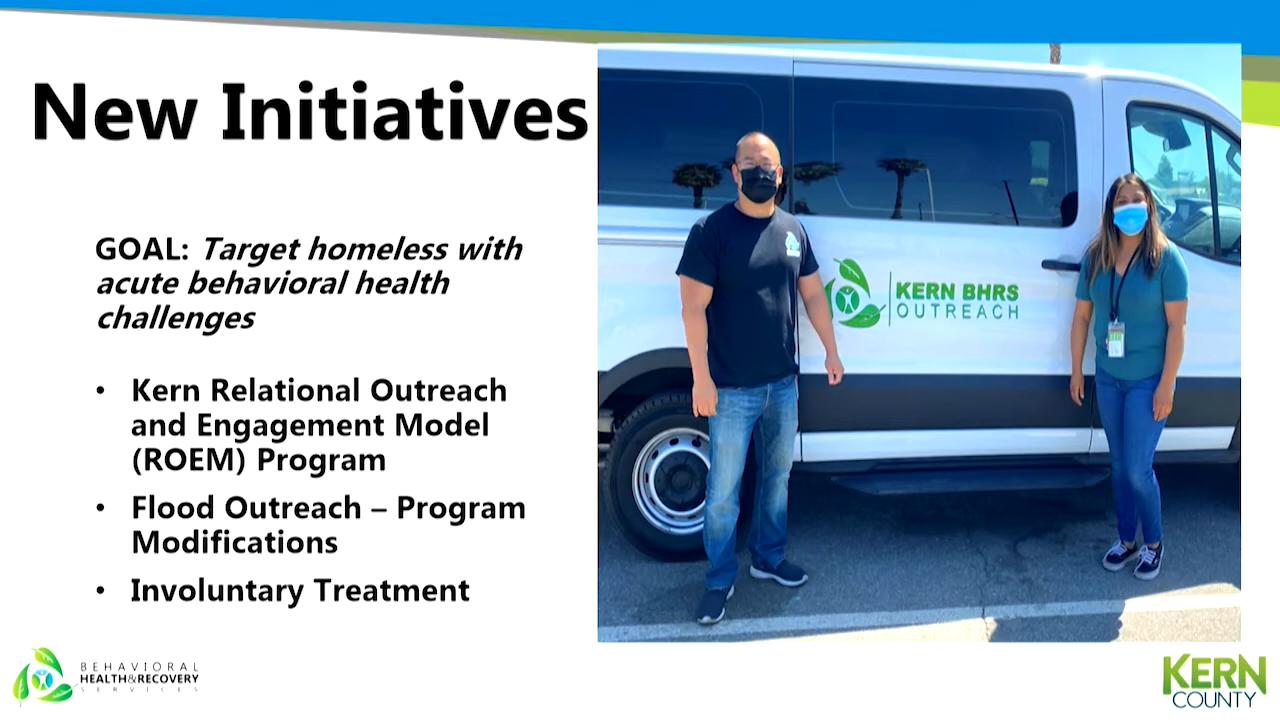 New Initiatives
GOAL: Target homeless with
acute behavioral health
challenges
• Kern Relational Outreach
and Engagement Model
(ROEM) Program
• Flood Outreach – Program
Modifications
• Involuntary Treatment
KERN BHRS
OUTREACH
BEHAVIORAL
HEALTH&RECOVERY
SERVICES
KERN
COUNTY